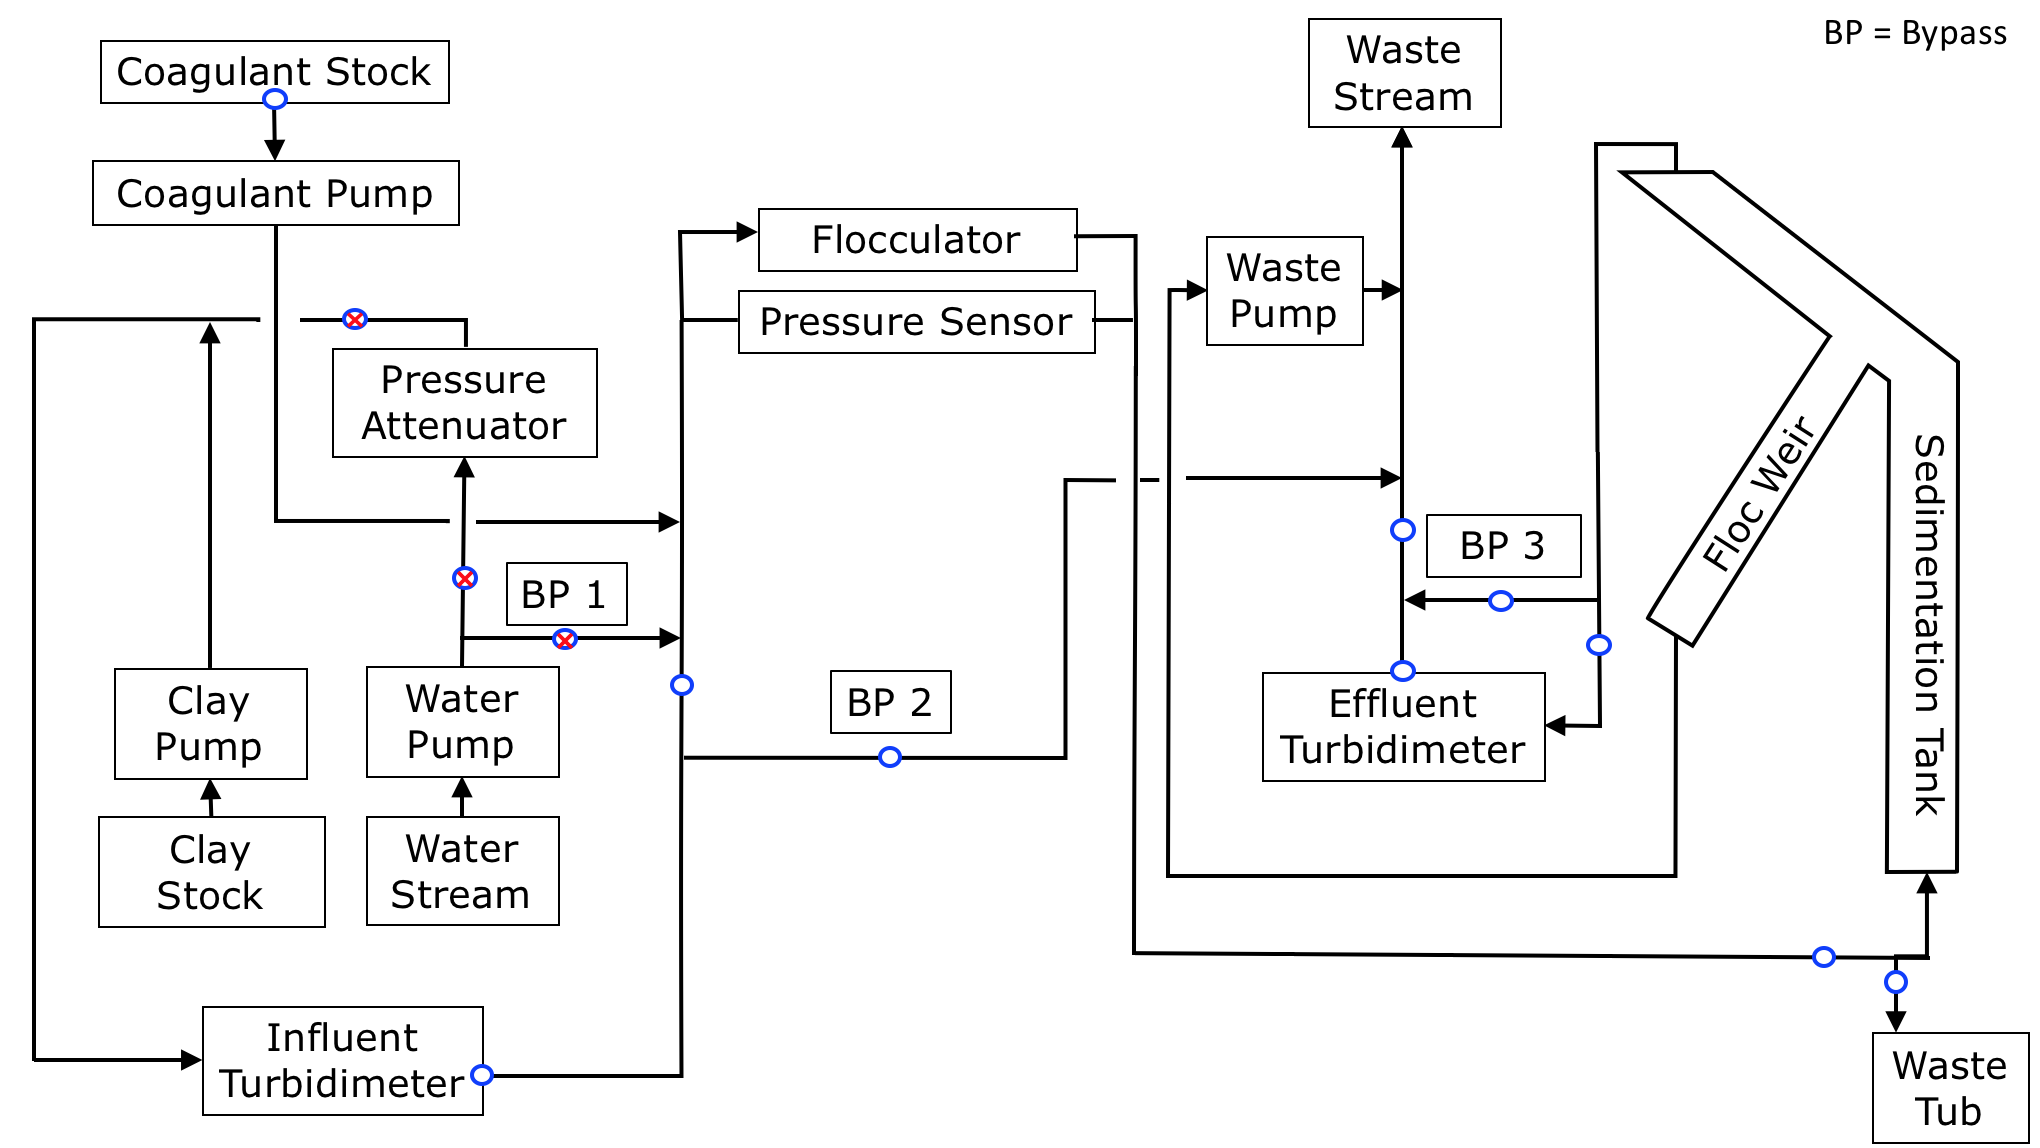 BP = Bypass
Coagulant Stock
Coagulant Pump
Waste
Stream
Flocculator
Pressure Sensor
Waste
Pump
Pressure
Attenuator
BP 1
BP 2
BP 3
Floc Weir
Sedimentation Tank
Clay
Pump
Water
Pump
Effluent
Turbidimeter
Clay
Stock
Water
Stream
Influent
Turbidimeter
Waste
Tub